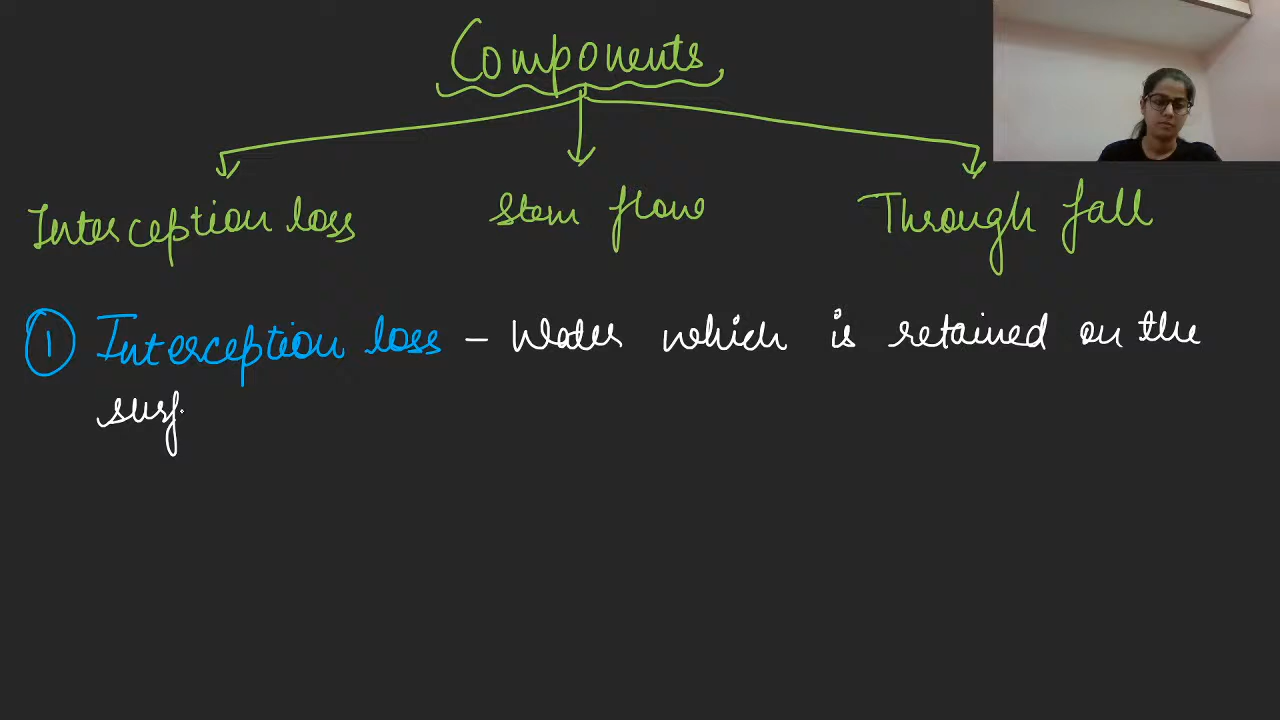 Components
Interception loss
Stem flow
Through fall
1 Interception loss - Water which is retained on the
surf